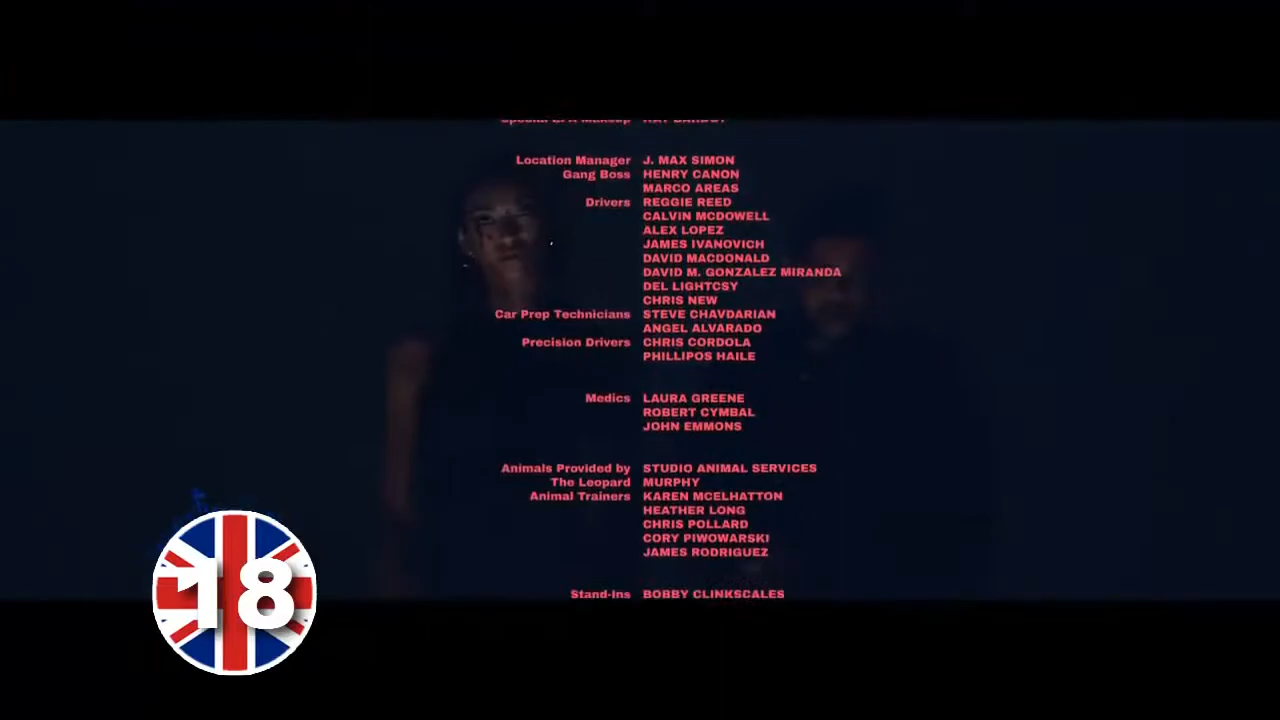 Location Manager J. MAX SIMON
Gang Boss HENRY CANON
MARCO AREAS
Drivers REGGIE REED
CALVIN MCDOWELL
ALEX LOPEZ
JAMES IVANOVICH
DAVID MACDONALD
DAVID M. GONZALEZ MIRANDA
DEL LIGHTCSY
CHRIS NEW
Car Prep Technicians STEVE CHAVDARIAN
ANGEL ALVARADO
Precision Drivers CHRIS CORDOLA
PHILLIPOS HAILE
Medics LAURA GREENE
ROBERT CYMBAL
JOHN EMMONS
Animals Provided by STUDIO ANIMAL SERVICES
The Leopard MURPHY
Animal Trainers KAREN MCELHATTON
HEATHER LONG
CHRIS POLLARD
CORY PIWOWARSKI
JAMES RODRIGUEZ
Stand-ins BOBBY CLINKSCALES
18